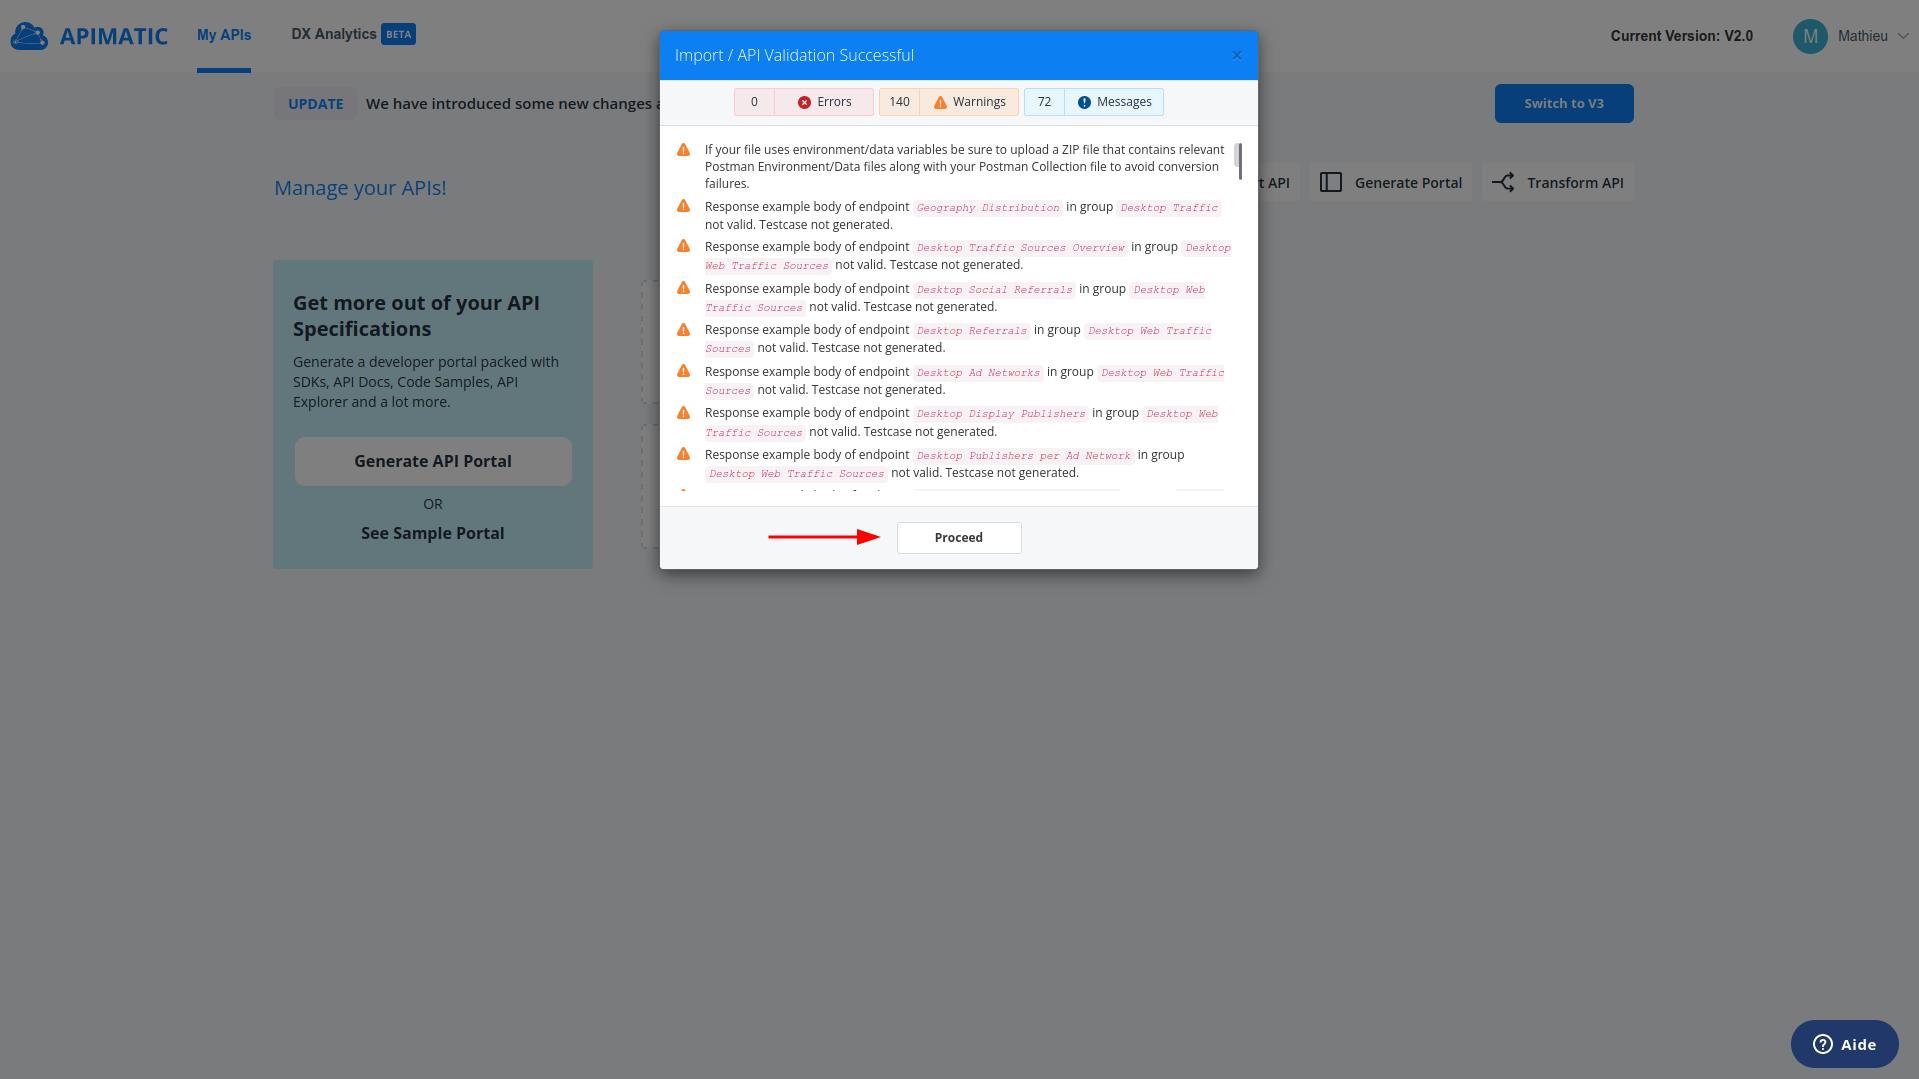 APIMATIC
My APIs
DX Analytics BETA
Current Version: V2.0
M Mathieu
UPDATE We have introduced some new changes
Switch to V3
Manage your APIs!
API
Generate Portal
Transform API
Get more out of your API
Specifications
Generate a developer portal packed with
SDKs, API Docs, Code Samples, API
Explorer and a lot more.
Generate API Portal
OR
See Sample Portal
Import / API Validation Successful ×
0 Errors 140 Warnings 72 Messages
If your file uses environment/data variables be sure to upload a ZIP file that contains relevant
Postman Environment/Data files along with your Postman Collection file to avoid conversion
failures.
Response example body of endpoint Geography Distribution in group Desktop Traffic
not valid. Testcase not generated.
Response example body of endpoint Desktop Traffic Sources Overview in group Desktop
Web Traffic Sources not valid. Testcase not generated.
Response example body of endpoint Desktop Social Referrals in group Desktop Web
Traffic Sources not valid. Testcase not generated.
Response example body of endpoint Desktop Referrals in group Desktop Web Traffic
Sources not valid. Testcase not generated.
Response example body of endpoint Desktop Ad Networks in group Desktop Web Traffic
Sources not valid. Testcase not generated.
Response example body of endpoint Desktop Display Publishers in group Desktop Web
Traffic Sources not valid. Testcase not generated.
Response example body of endpoint Desktop Publishers per Ad Network in group
Desktop Web Traffic Sources not valid. Testcase not generated.
Proceed
Aide